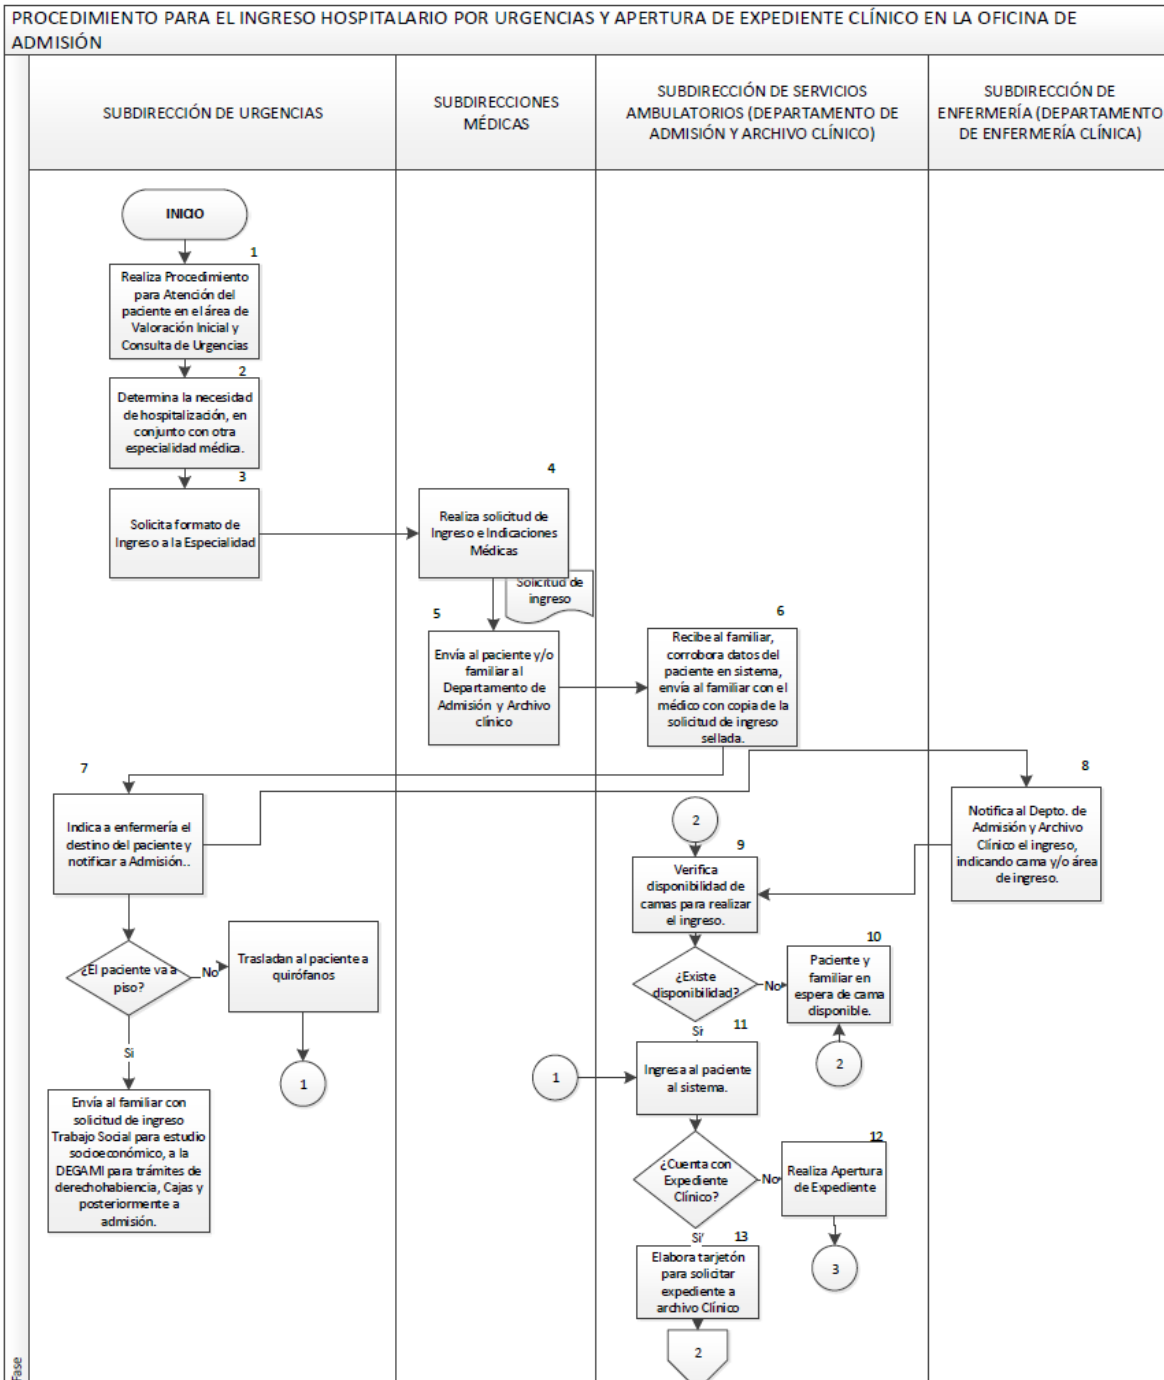 PROCEDIMIENTO PARA EL INGRESO HOSPITALARIO POR URGENCIAS Y APERTURA DE EXPEDIENTE CLÍNICO EN LA OFICINA DE
ADMISIÓN
SUBDIRECCIÓN DE URGENCIAS
SUBDIRECCIONES
MÉDICAS
SUBDIRECCIÓN DE SERVICIOS
AMBULATORIOS (DEPARTAMENTO DE
ADMISIÓN Y ARCHIVO CLÍNICO)
SUBDIRECCIÓN DE
ENFERMERÍA (DEPARTAMENTO
DE ENFERMERÍA CLÍNICA)
INICIO
1
Realiza Procedimiento
para Atención del
paciente en el área de
Valoración Inicial y
Consulta de Urgencias
2
Determina la necesidad
de hospitalización, en
conjunto con otra
especialidad médica.
3
Solicita formato de
Ingreso a la Especialidad
4
Realiza solicitud de
Ingreso e Indicaciones
Médicas
Solicitud de
ingreso
5
Envía al paciente y/o
familiar al
Departamento de
Admisión y Archivo
clínico
6
Recibe al familiar,
corrobora datos del
paciente en sistema,
envía al familiar con el
médico con copia de la
solicitud de ingreso
sellada.
7
Indica a enfermería el
destino del paciente y
notificar a Admisión..
8
Notifica al Depto. de
Admisión y Archivo
Clínico el ingreso,
indicando cama y/o área
de ingreso.
2
9
Verifica
disponibilidad de
camas para realizar
el ingreso.
¿El paciente va a
piso?
No
Trasladan al paciente a
quirófanos
1
Si
Envía al familiar con
solicitud de ingreso
Trabajo Social para estudio
socioeconómico, a la
DEGAMI para trámites de
derechohabiencia, Cajas y
posteriormente a
admisión.
¿Existe
disponibilidad?
No
10
Paciente y
familiar en
espera de cama
disponible.
2
Si
11
1
Ingresa al paciente
al sistema.
¿Cuenta con
Expediente
Clínico?
No
12
Realiza Apertura
de Expediente
3
Si
13
Elabora tarjetón
para solicitar
expediente a
archivo Clínico
2
Fase